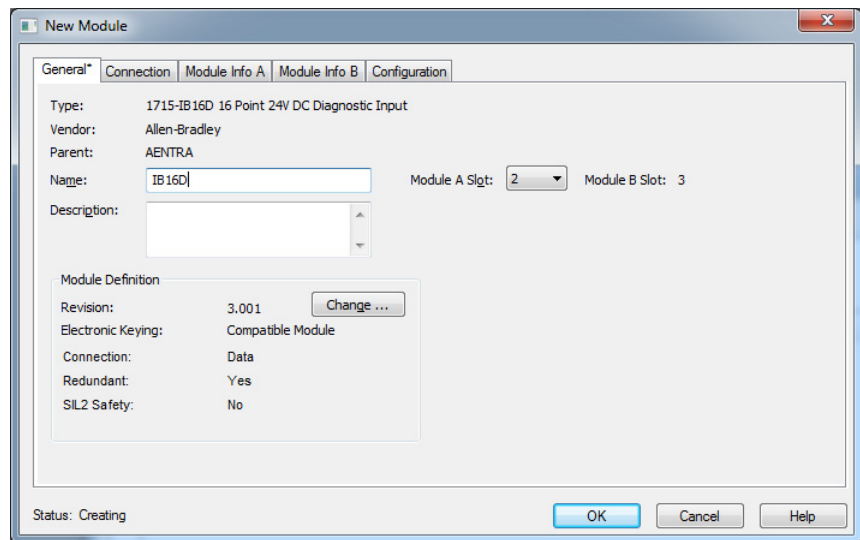 New Module
General* Connection Module Info A Module Info B Configuration
Type: 1715-IB16D 16 Point 24V DC Diagnostic Input
Vendor: Allen-Bradley
Parent: AENTRA
Name: IB16D Module A Slot: 2 Module B Slot: 3
Description:
Module Definition
Revision: 3.001 Change ...
Electronic Keying: Compatible Module
Connection: Data
Redundant: Yes
SIL2 Safety: No
Status: Creating OK Cancel Help